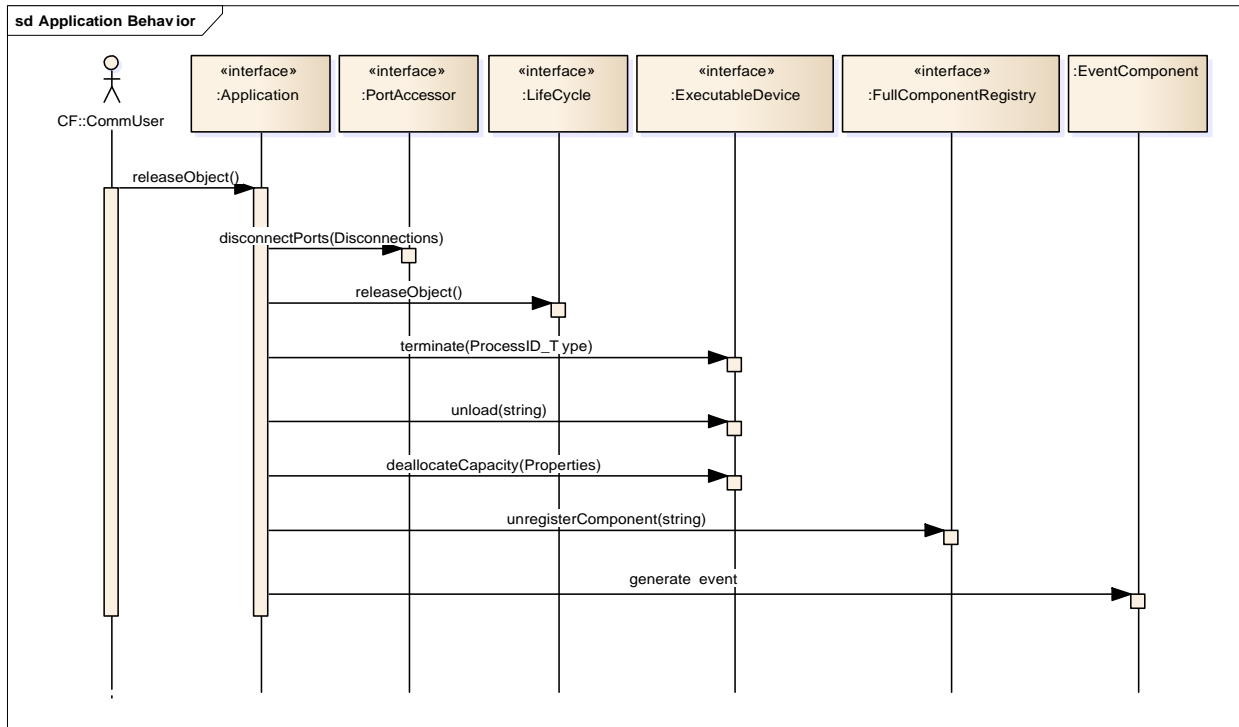 sd Application Behavior
CF::CommUser
«interface»
:Application
«interface»
:PortAccessor
«interface»
:LifeCycle
«interface»
:ExecutableDevice
«interface»
:FullComponentRegistry
:EventComponent
releaseObject()
disconnectPorts(Disconnections)
releaseObject()
terminate(ProcessID_Type)
unload(string)
deallocateCapacity(Properties)
unregisterComponent(string)
generate event